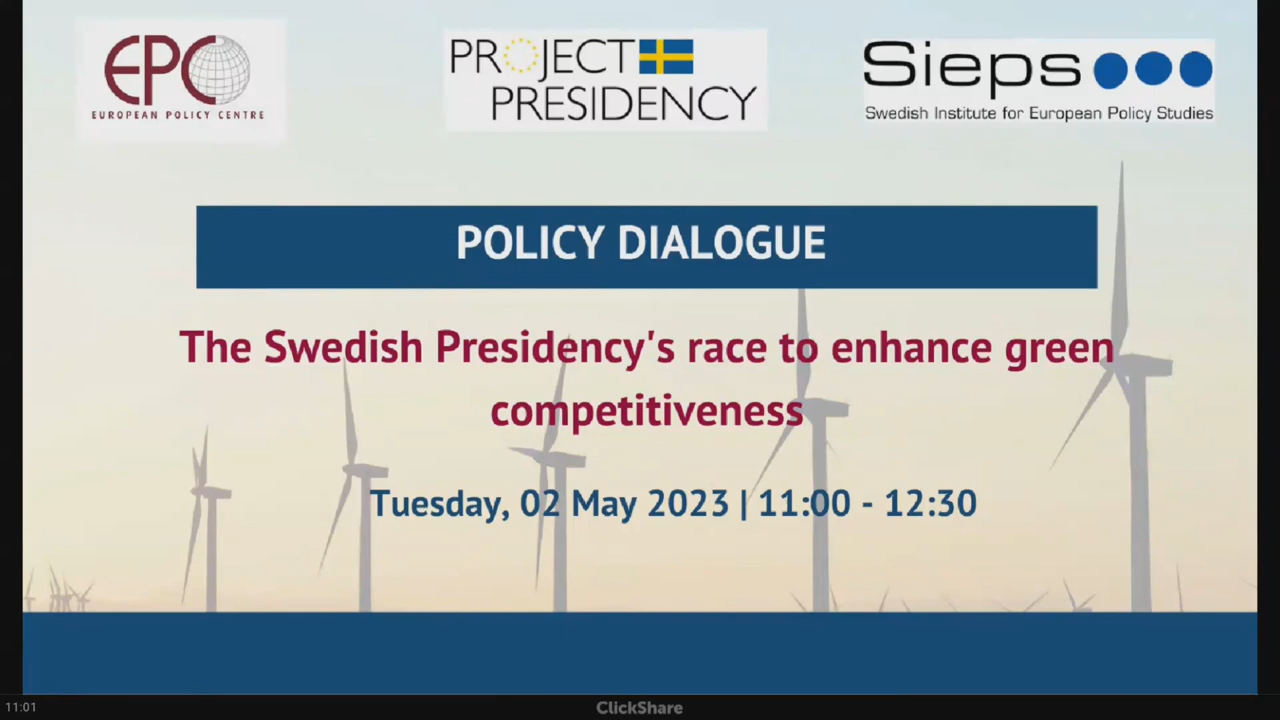 EPC
EUROPEAN POLICY CENTRE
PROJECT
PRESIDENCY
Sieps
Swedish Institute for European Policy Studies
POLICY DIALOGUE
The Swedish Presidency's race to enhance green
competitiveness
Tuesday, 02 May 2023 | 11:00 - 12:30
11:01
ClickShare